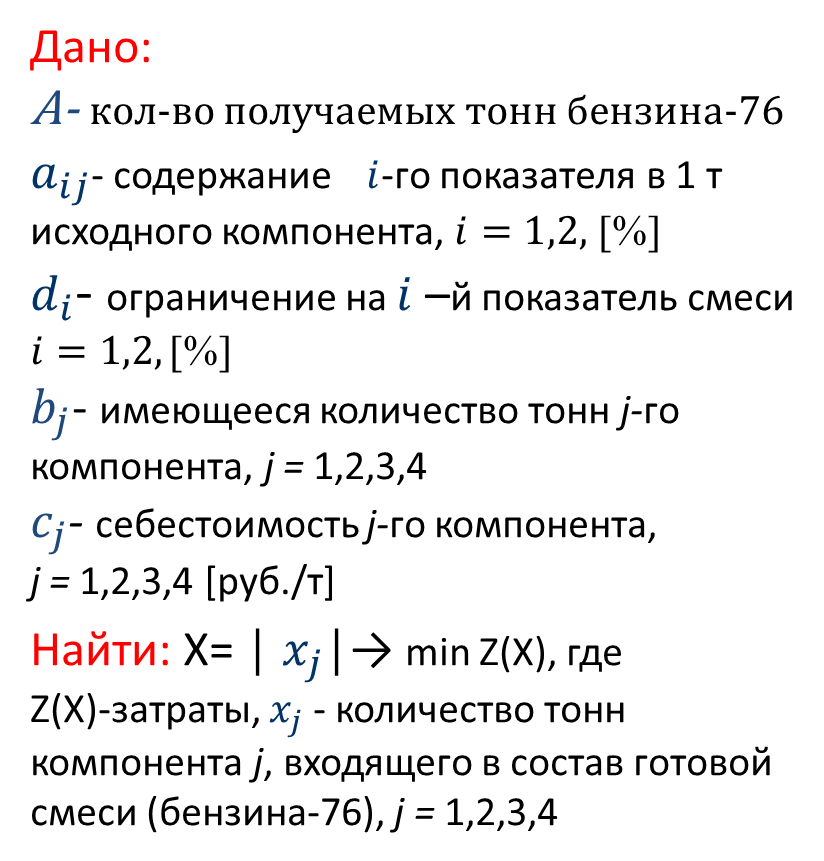 Дано:
A- кол-во получаемых тонн бензина-76
a_ij- содержание i-го показателя в 1 т
исходного компонента, i = 1,2, [%]
d_i- ограничение на i –й показатель смеси
i = 1,2, [%]
b_j- имеющееся количество тонн j-го
компонента, j = 1,2,3,4
c_j- себестоимость j-го компонента,
j = 1,2,3,4 [руб./т]
Найти: X= | x_j |→ min Z(X), где
Z(X)-затраты, x_j - количество тонн
компонента j, входящего в состав готовой
смеси (бензина-76), j = 1,2,3,4